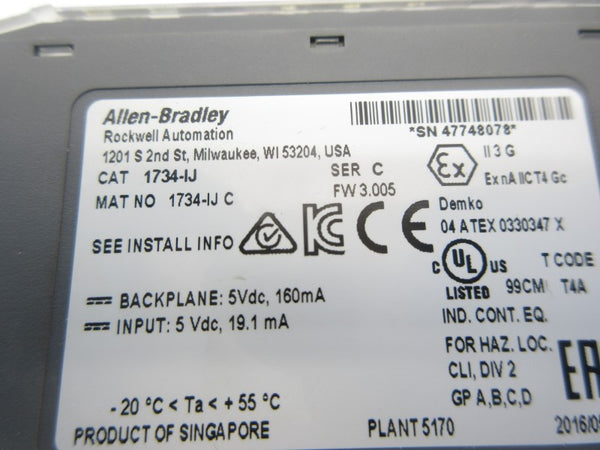 Allen-Bradley
Rockwell Automation
1201 S 2nd St, Milwaukee, WI 53204, USA
*SN 47748078*
CAT 1734-IJ
SER C
MAT NO 1734-IJ C
FW 3.005
Ex
II 3 G
Ex nA IIC T4 Gc
SEE INSTALL INFO
KC
CE
Demko
04 ATEX 0330347 X
C UL US
LISTED 99CM
T CODE
T4A
BACKPLANE: 5Vdc, 160mA
INPUT: 5 Vdc, 19.1 mA
IND. CONT. EQ.
FOR HAZ. LOC.
CLI, DIV 2
GP A,B,C,D
- 20 °C < Ta < + 55 °C
PRODUCT OF SINGAPORE
PLANT 5170